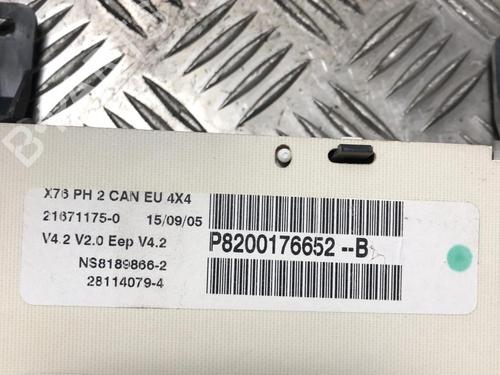 X76 PH 2 CAN EU 4X4
21671175-0 15/09/05
V4.2 V2.0 Eep V4.2
P8200176652 --B
NS8189866-2
28114079-4